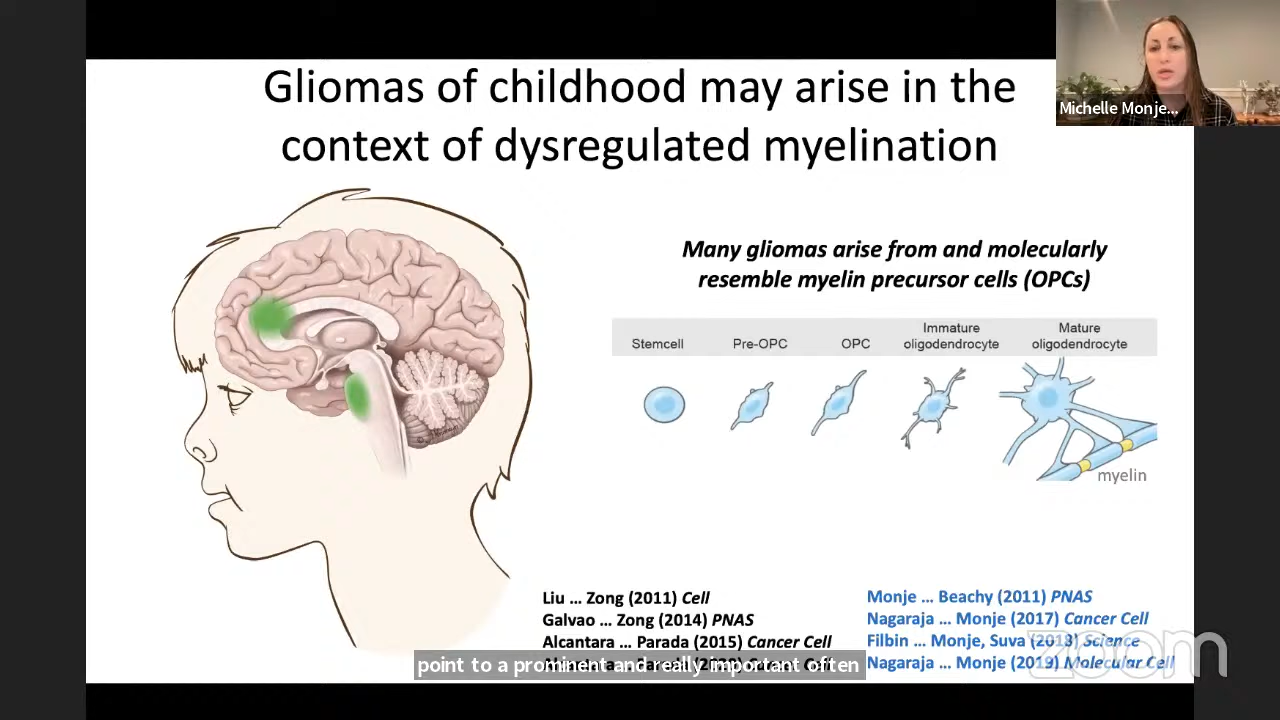 Gliomas of childhood may arise in the
context of dysregulated myelination
Michelle Monje...
Many gliomas arise from and molecularly
resemble myelin precursor cells (OPCs)
Stemcell
Pre-OPC
OPC
Immature
oligodendrocyte
Mature
oligodendrocyte
myelin
Liu ... Zong (2011) Cell
Galvao ... Zong (2014) PNAS
Alcantara ... Parada (2015) Cancer Cell
Monje ... Beachy (2011) PNAS
Nagaraja ... Monje (2017) Cancer Cell
Filbin ... Monje, Suva (2018) Science
Nagaraja ... Monje (2019) Molecular Cell
point to a prominent and really important often
zoom